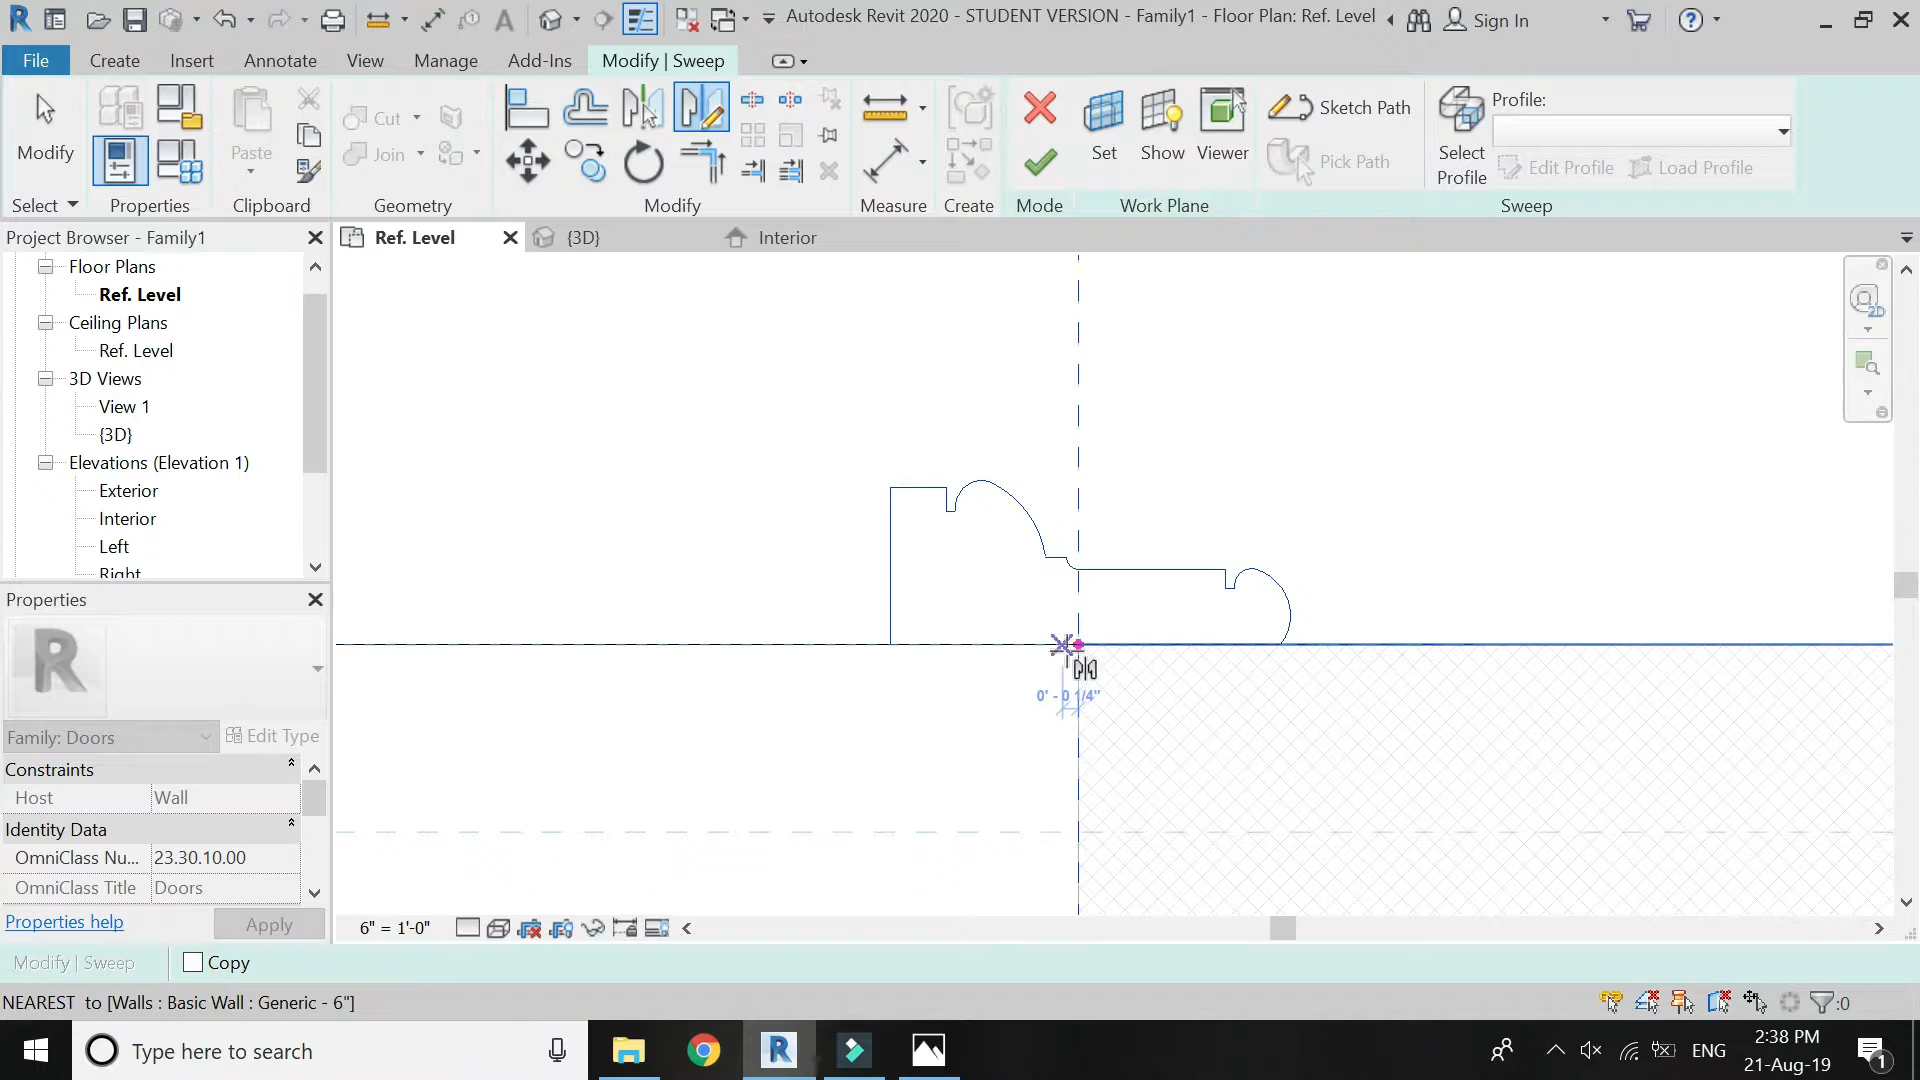 Autodesk Revit 2020 - STUDENT VERSION - Family1 - Floor Plan: Ref. Level
Sign In
File
Create
Insert
Annotate
View
Manage
Add-Ins
Modify | Sweep
Modify
Paste
Cut
Join
Set
Show
Viewer
Sketch Path
Pick Path
Select
Profile
Profile:
Edit Profile
Load Profile
Select
Properties
Clipboard
Geometry
Modify
Measure
Create
Mode
Work Plane
Sweep
Project Browser - Family1
Ref. Level
{3D}
Interior
Floor Plans
Ref. Level
Ceiling Plans
Ref. Level
3D Views
View 1
{3D}
Elevations (Elevation 1)
Exterior
Interior
Left
Right
Properties
Family: Doors
Edit Type
Constraints
Host
Wall
Identity Data
OmniClass Nu...
23.30.10.00
OmniClass Title
Doors
Properties help
Apply
2D
0' - 0 1/4"
6" = 1'-0"
Modify | Sweep
Copy
NEAREST to [Walls : Basic Wall : Generic - 6"]
:0
Type here to search
ENG
2:38 PM
21-Aug-19
1